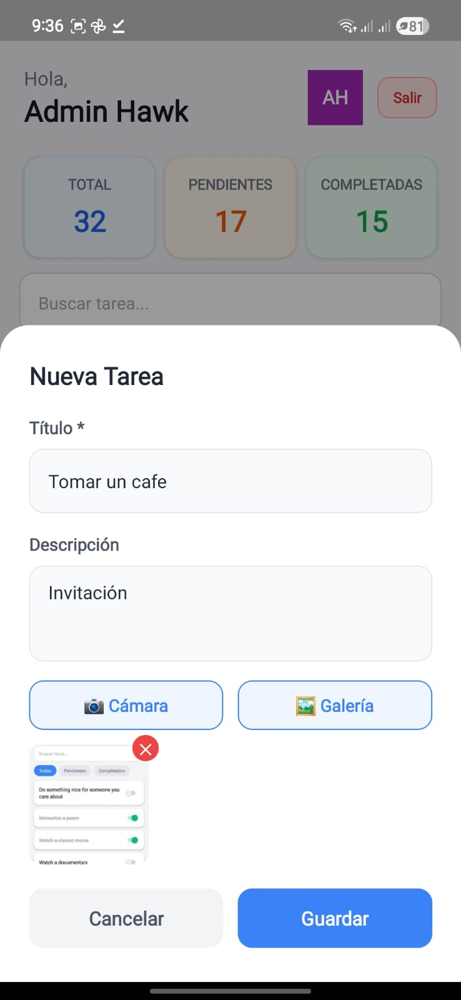 9:36
81
Hola,
Admin Hawk
AH
Salir
TOTAL
32
PENDIENTES
17
COMPLETADAS
15
Buscar tarea...
Nueva Tarea
Título *
Tomar un cafe
Descripción
Invitación
Cámara
Galería
Buscar tarea...
Todas
Pendientes
Completadas
Do something nice for someone you
care about
Memorize a poem
Watch a classic movie
Watch a documentary
Cancelar
Guardar